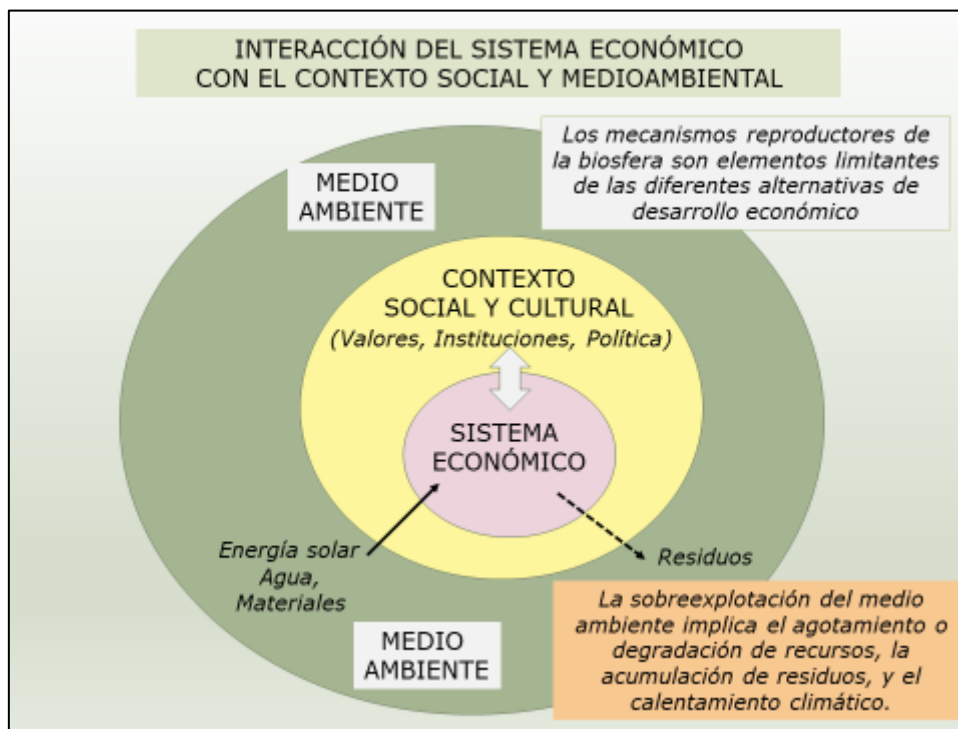 INTERACCIÓN DEL SISTEMA ECONÓMICO
CON EL CONTEXTO SOCIAL Y MEDIOAMBIENTAL
Los mecanismos reproductores de
la biosfera son elementos limitantes
de las diferentes alternativas de
desarrollo económico
MEDIO
AMBIENTE
CONTEXTO
SOCIAL Y CULTURAL
(Valores, Instituciones, Política)
SISTEMA
ECONÓMICO
Energía solar
Agua,
Materiales
Residuos
MEDIO
AMBIENTE
La sobreexplotación del medio
ambiente implica el agotamiento o
degradación de recursos, la
acumulación de residuos, y el
calentamiento climático.